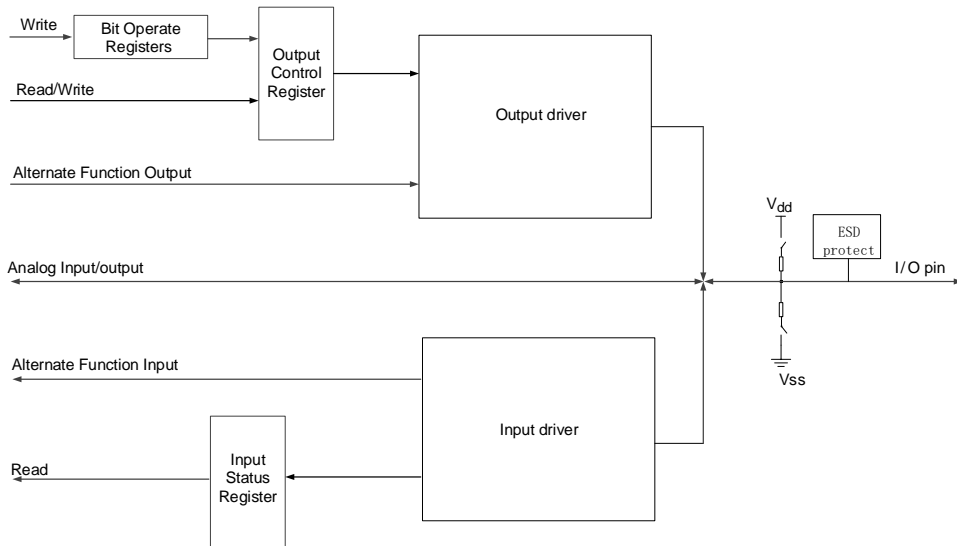 Write
Bit Operate
Registers
Output
Control
Register
Read/Write
Output driver
Alternate Function Output
Vdd
ESD
protect
Analog Input/output
I/O pin
Alternate Function Input
Vss
Input driver
Input
Status
Register
Read